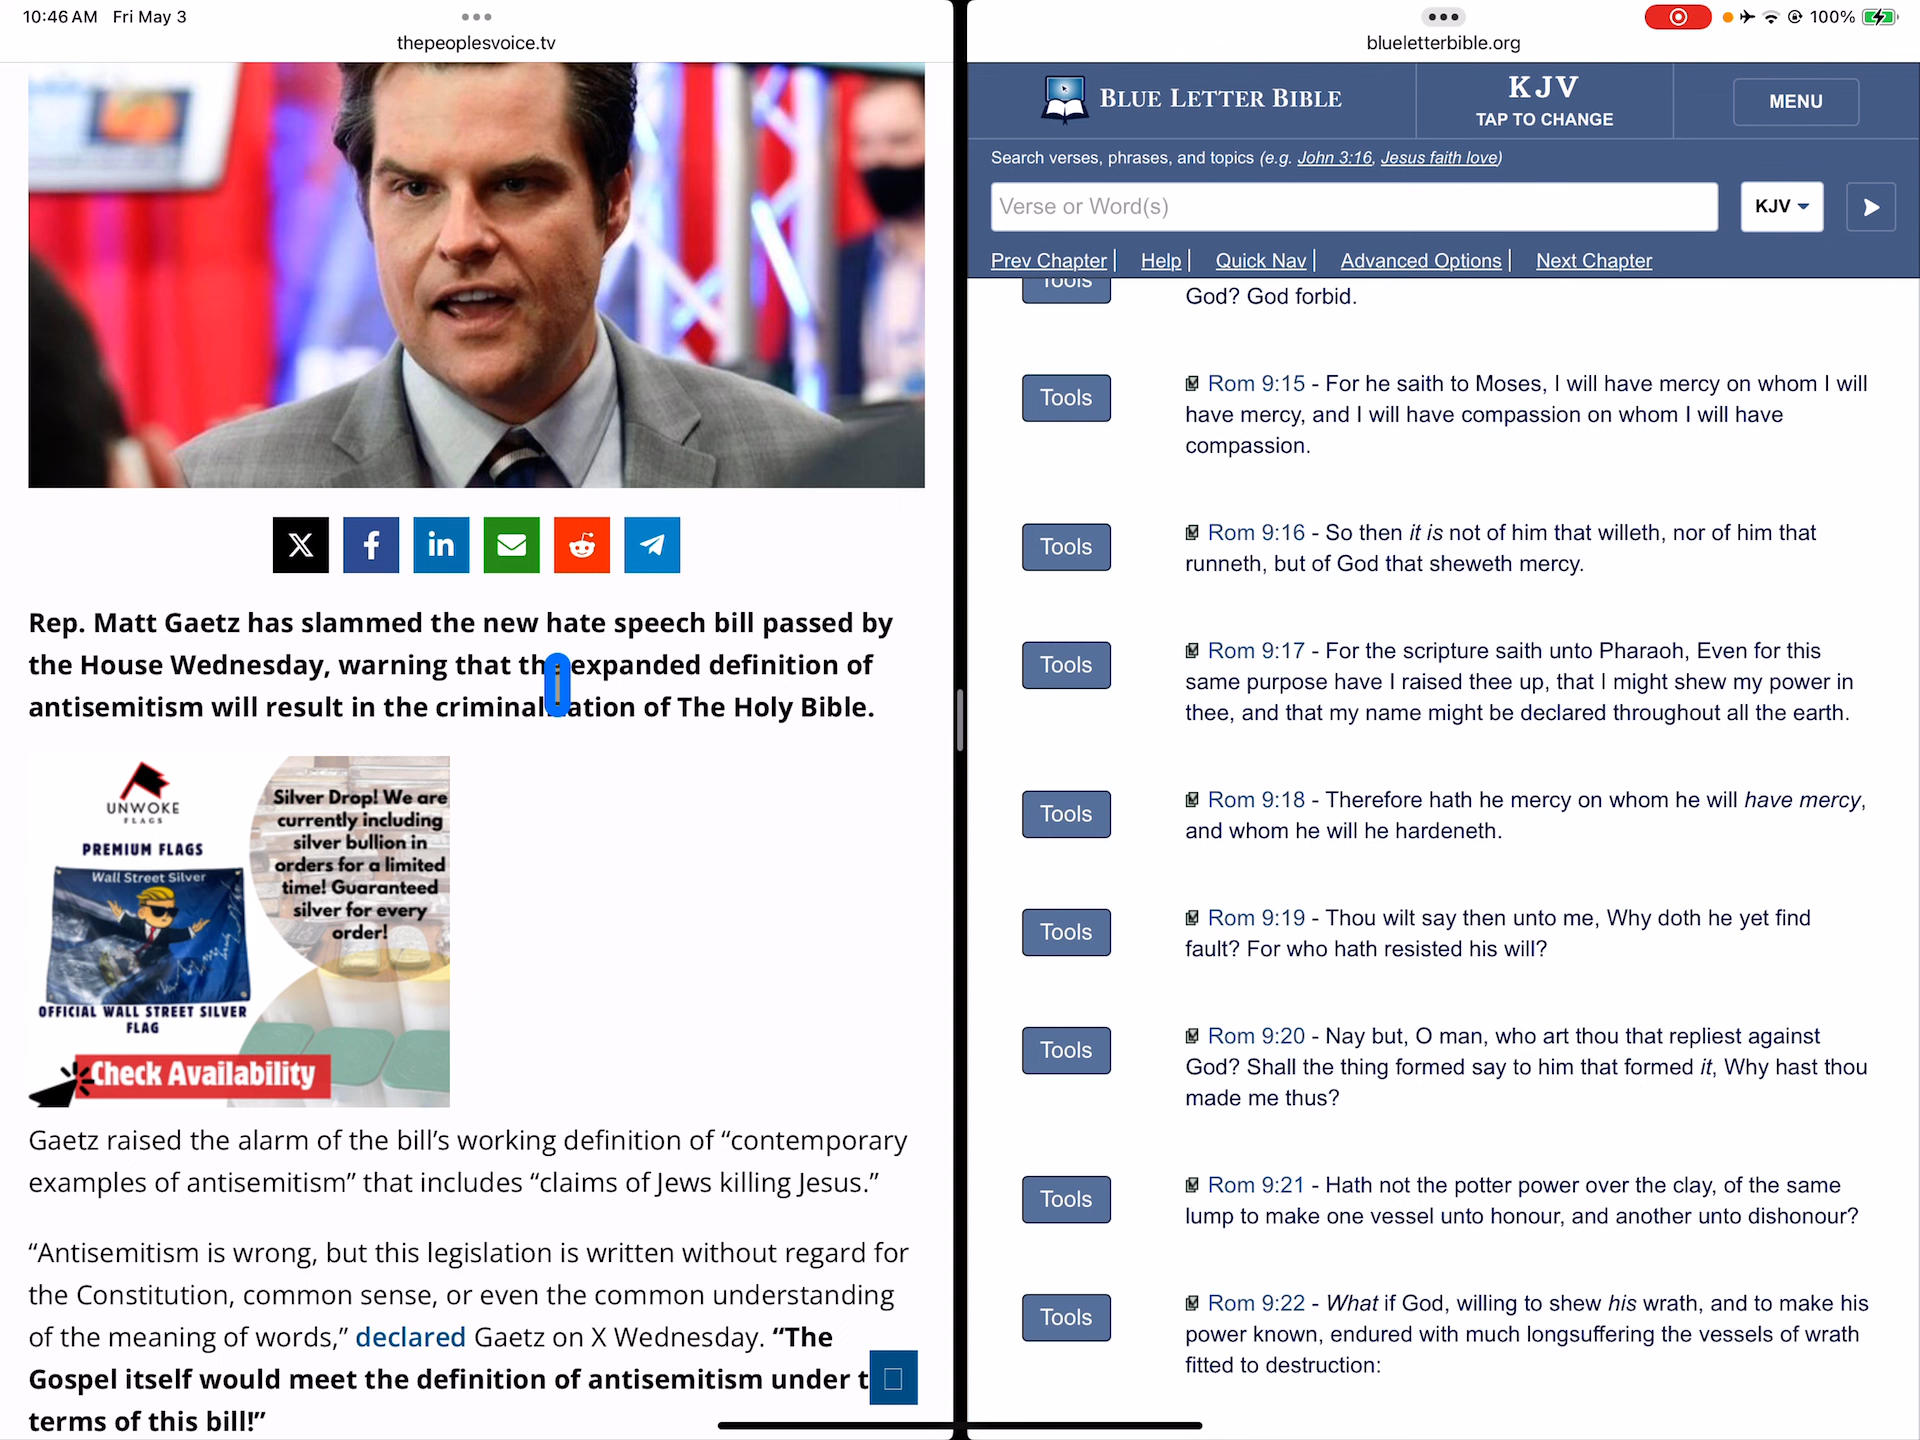 10:46 AM Fri May 3
100%
thepeoplesvoice.tv
X
f
in
Rep. Matt Gaetz has slammed the new hate speech bill passed by
the House Wednesday, warning that the expanded definition of
antisemitism will result in the criminalization of The Holy Bible.
UNWOKE
FLAGS
PREMIUM FLAGS
Wall Street Silver
OFFICIAL WALL STREET SILVER
FLAG
Check Availability
Silver Drop! We are
currently including
silver bullion in
orders for a limited
time! Guaranteed
silver for every
order!
Gaetz raised the alarm of the bill’s working definition of “contemporary
examples of antisemitism” that includes “claims of Jews killing Jesus.”
“Antisemitism is wrong, but this legislation is written without regard for
the Constitution, common sense, or even the common understanding
of the meaning of words,” declared Gaetz on X Wednesday. “The
Gospel itself would meet the definition of antisemitism under t
terms of this bill!”
blueletterbible.org
BLUE LETTER BIBLE
KJV
TAP TO CHANGE
MENU
Search verses, phrases, and topics (e.g. John 3:16, Jesus faith love)
Verse or Word(s)
KJV
Prev Chapter | Help | Quick Nav | Advanced Options | Next Chapter
Tools
God? God forbid.
Tools
Rom 9:15 - For he saith to Moses, I will have mercy on whom I will
have mercy, and I will have compassion on whom I will have
compassion.
Tools
Rom 9:16 - So then it is not of him that willeth, nor of him that
runneth, but of God that sheweth mercy.
Tools
Rom 9:17 - For the scripture saith unto Pharaoh, Even for this
same purpose have I raised thee up, that I might shew my power in
thee, and that my name might be declared throughout all the earth.
Tools
Rom 9:18 - Therefore hath he mercy on whom he will have mercy,
and whom he will he hardeneth.
Tools
Rom 9:19 - Thou wilt say then unto me, Why doth he yet find
fault? For who hath resisted his will?
Tools
Rom 9:20 - Nay but, O man, who art thou that repliest against
God? Shall the thing formed say to him that formed it, Why hast thou
made me thus?
Tools
Rom 9:21 - Hath not the potter power over the clay, of the same
lump to make one vessel unto honour, and another unto dishonour?
Tools
Rom 9:22 - What if God, willing to shew his wrath, and to make his
power known, endured with much longsuffering the vessels of wrath
fitted to destruction: